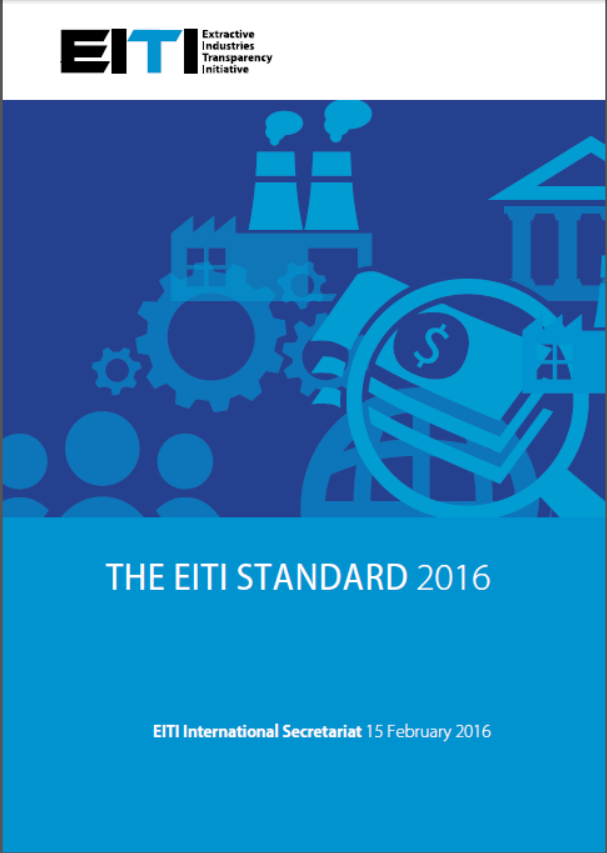 EITI
Extractive
Industries
Transparency
Initiative
$
THE EITI STANDARD 2016
EITI International Secretariat 15 February 2016